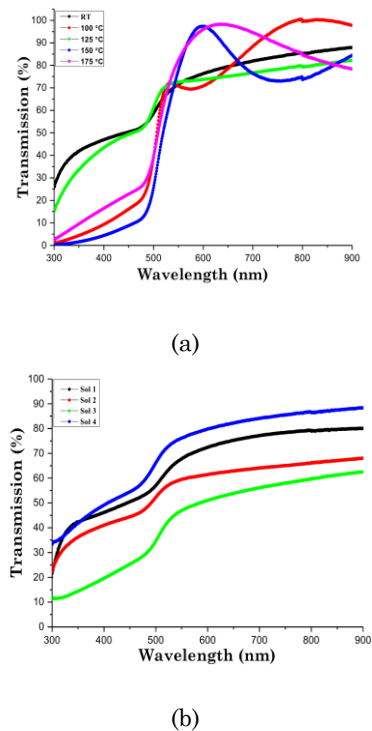 100
90
80
70
60
50
40
30
20
10
0
Transmission (%)
RT
100 °C
125 °C
150 °C
175 °C
300 400 500 600 700 800 900
Wavelength (nm)
(a)
100
90
80
70
60
50
40
30
20
10
0
Transmission (%)
Sol 1
Sol 2
Sol 3
Sol 4
300 400 500 600 700 800 900
Wavelength (nm)
(b)